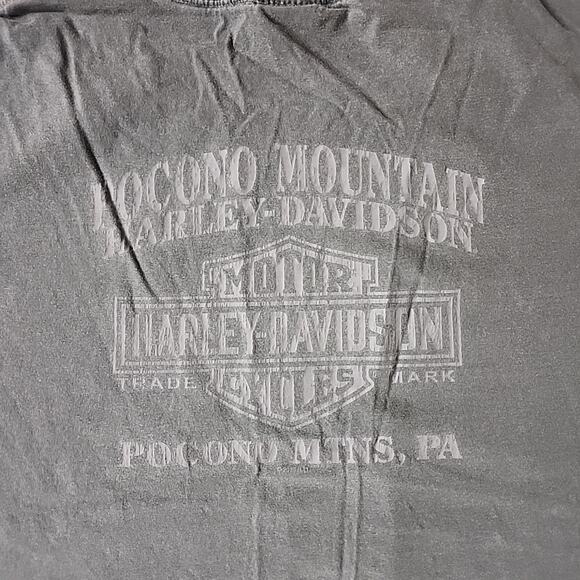 POCONO MOUNTAIN
HARLEY-DAVIDSON
MOTOR
HARLEY-DAVIDSON
TRADE CYCLES MARK
POCONO MTNS, PA